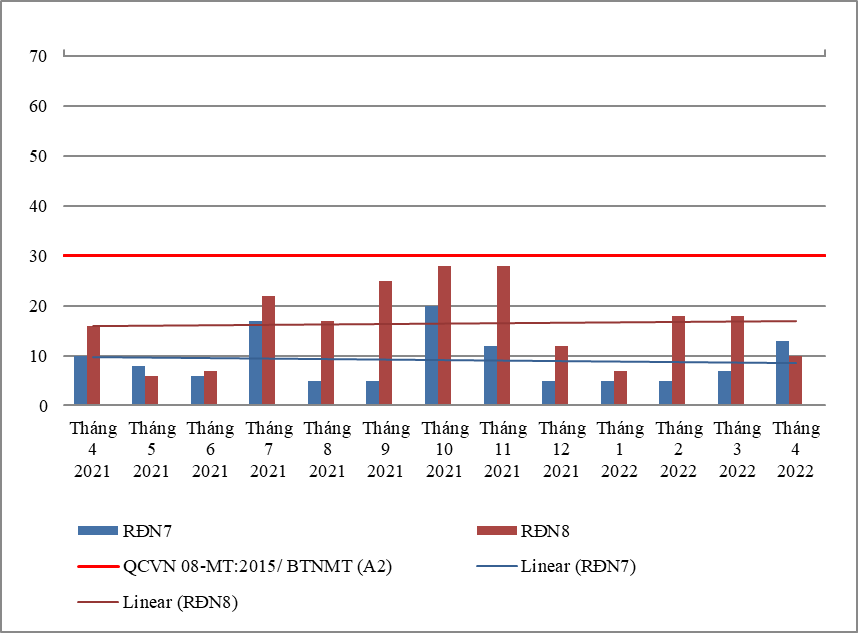 70
60
50
40
30
20
10
0
Tháng Tháng Tháng Tháng Tháng Tháng Tháng Tháng Tháng Tháng Tháng Tháng Tháng
4 5 6 7 8 9 10 11 12 1 2 3 4
2021 2021 2021 2021 2021 2021 2021 2021 2021 2022 2022 2022 2022
RĐN7 RĐN8
QCVN 08-MT:2015/ BTNMT (A2) Linear (RĐN7)
Linear (RĐN8)